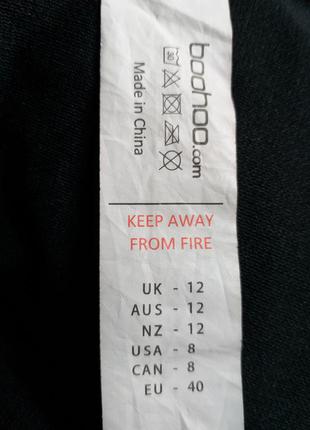 boohoo.com
30
Made in China
KEEP AWAY
FROM FIRE
UK - 12
AUS - 12
NZ - 12
USA - 8
CAN - 8
EU - 40